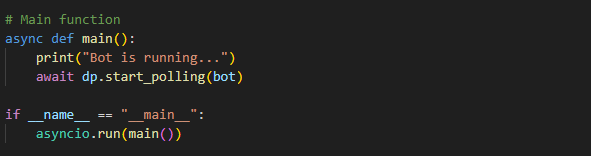 # Main function
async def main():
    print("Bot is running...")
    await dp.start_polling(bot)

if __name__ == "__main__":
    asyncio.run(main())